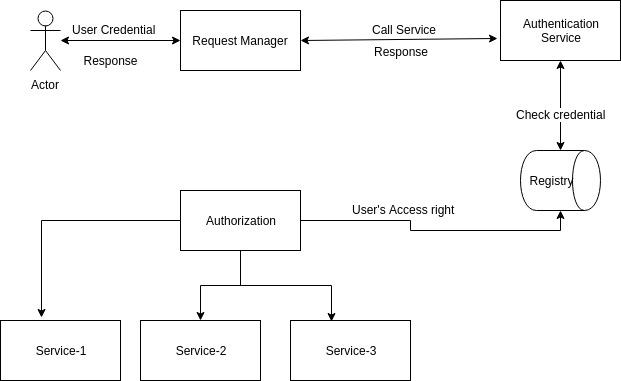 User Credential
Response
Actor
Request Manager
Call Service
Response
Authentication
Service
Check credential
Registry
User's Access right
Authorization
Service-1
Service-2
Service-3